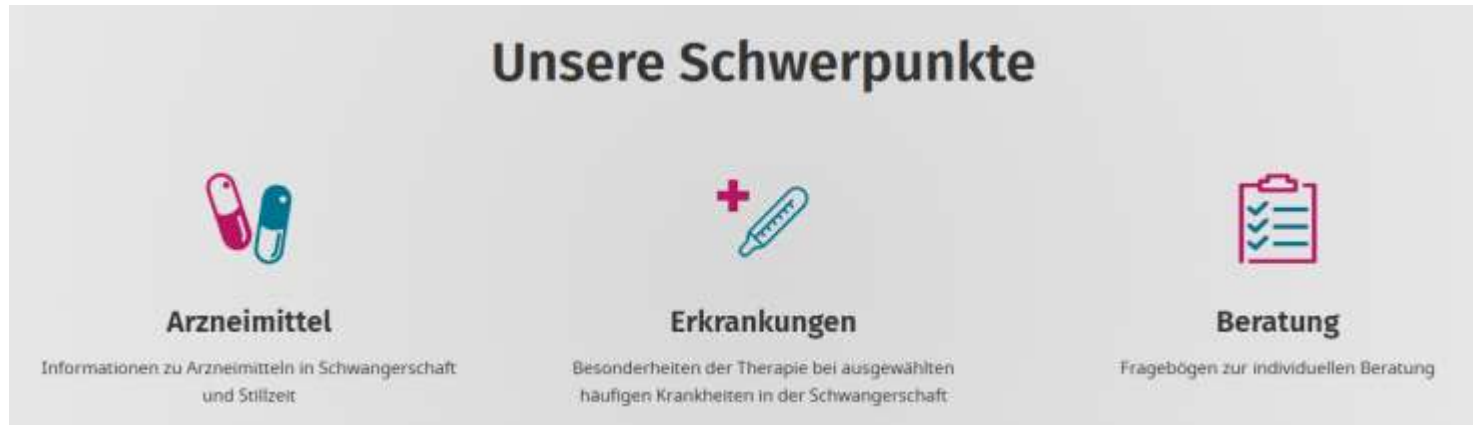 Unsere Schwerpunkte
Arzneimittel
Informationen zu Arzneimitteln in Schwangerschaft
und Stillzeit
Erkrankungen
Besonderheiten der Therapie bei ausgewählten
häufigen Krankheiten in der Schwangerschaft
Beratung
Fragebögen zur individuellen Beratung